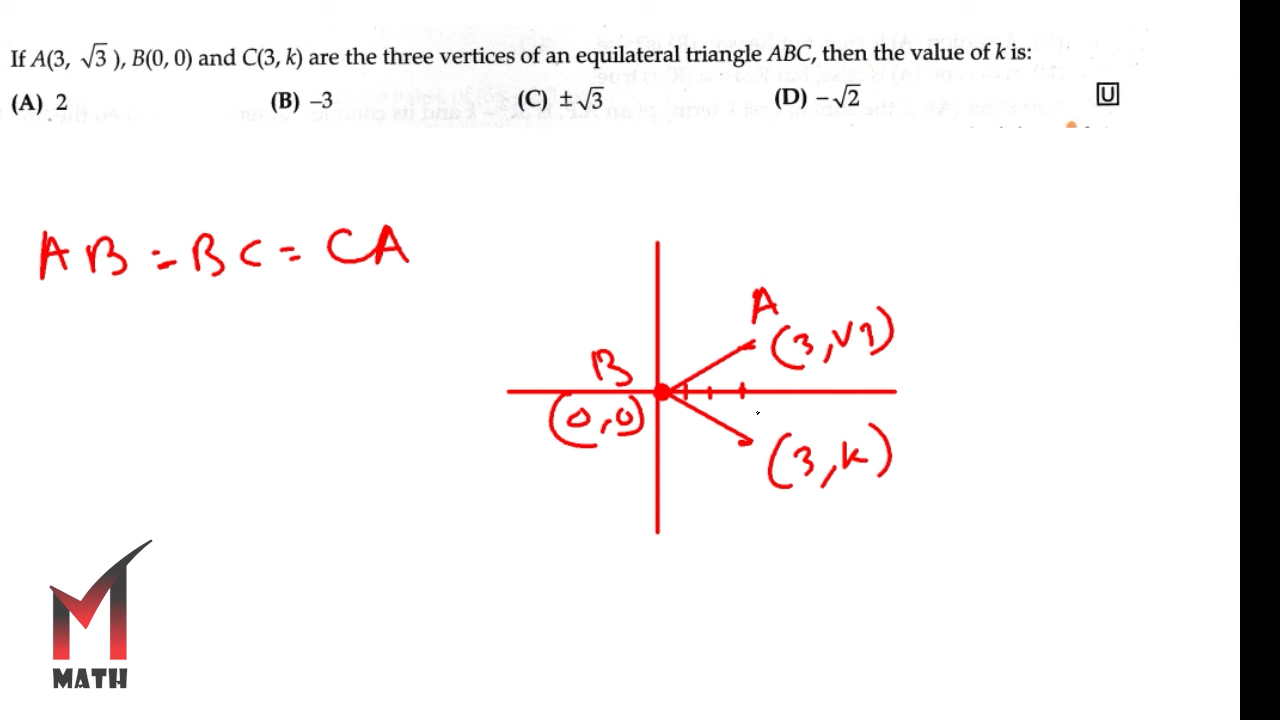 If A(3, √3), B(0, 0) and C(3, k) are the three vertices of an equilateral triangle ABC, then the value of k is:
(A) 2 (B) –3 (C) ±√3 (D) –√2 U
AB = BC = CA
A
(3, √3)
B
(0, 0)
(3, k)
M
MATH